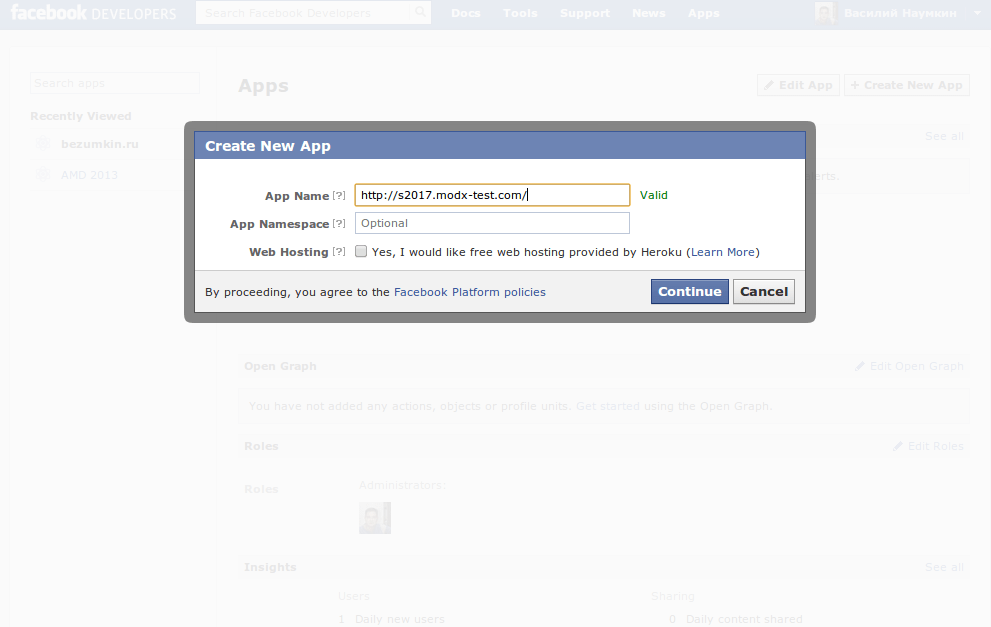 facebook DEVELOPERS Search Facebook Developers Docs Tools Support News Apps Василий Наумкин
Search apps
Apps
Edit App + Create New App
Recently Viewed
See all
bezumkin.ru
AMO 2013
erts.
Create New App
App Name [?] http://s2017.modx-test.com/ Valid
App Namespace [?] Optional
Web Hosting [?] Yes, I would like free web hosting provided by Heroku (Learn More)
By proceeding, you agree to the Facebook Platform policies Continue Cancel
Open Graph Edit Open Graph
You have not added any actions, objects or profile units. Get started using the Open Graph.
Roles Edit Roles
Roles Administrators:
Insights See all
Users Sharing
1 Daily new users 0 Daily content shared